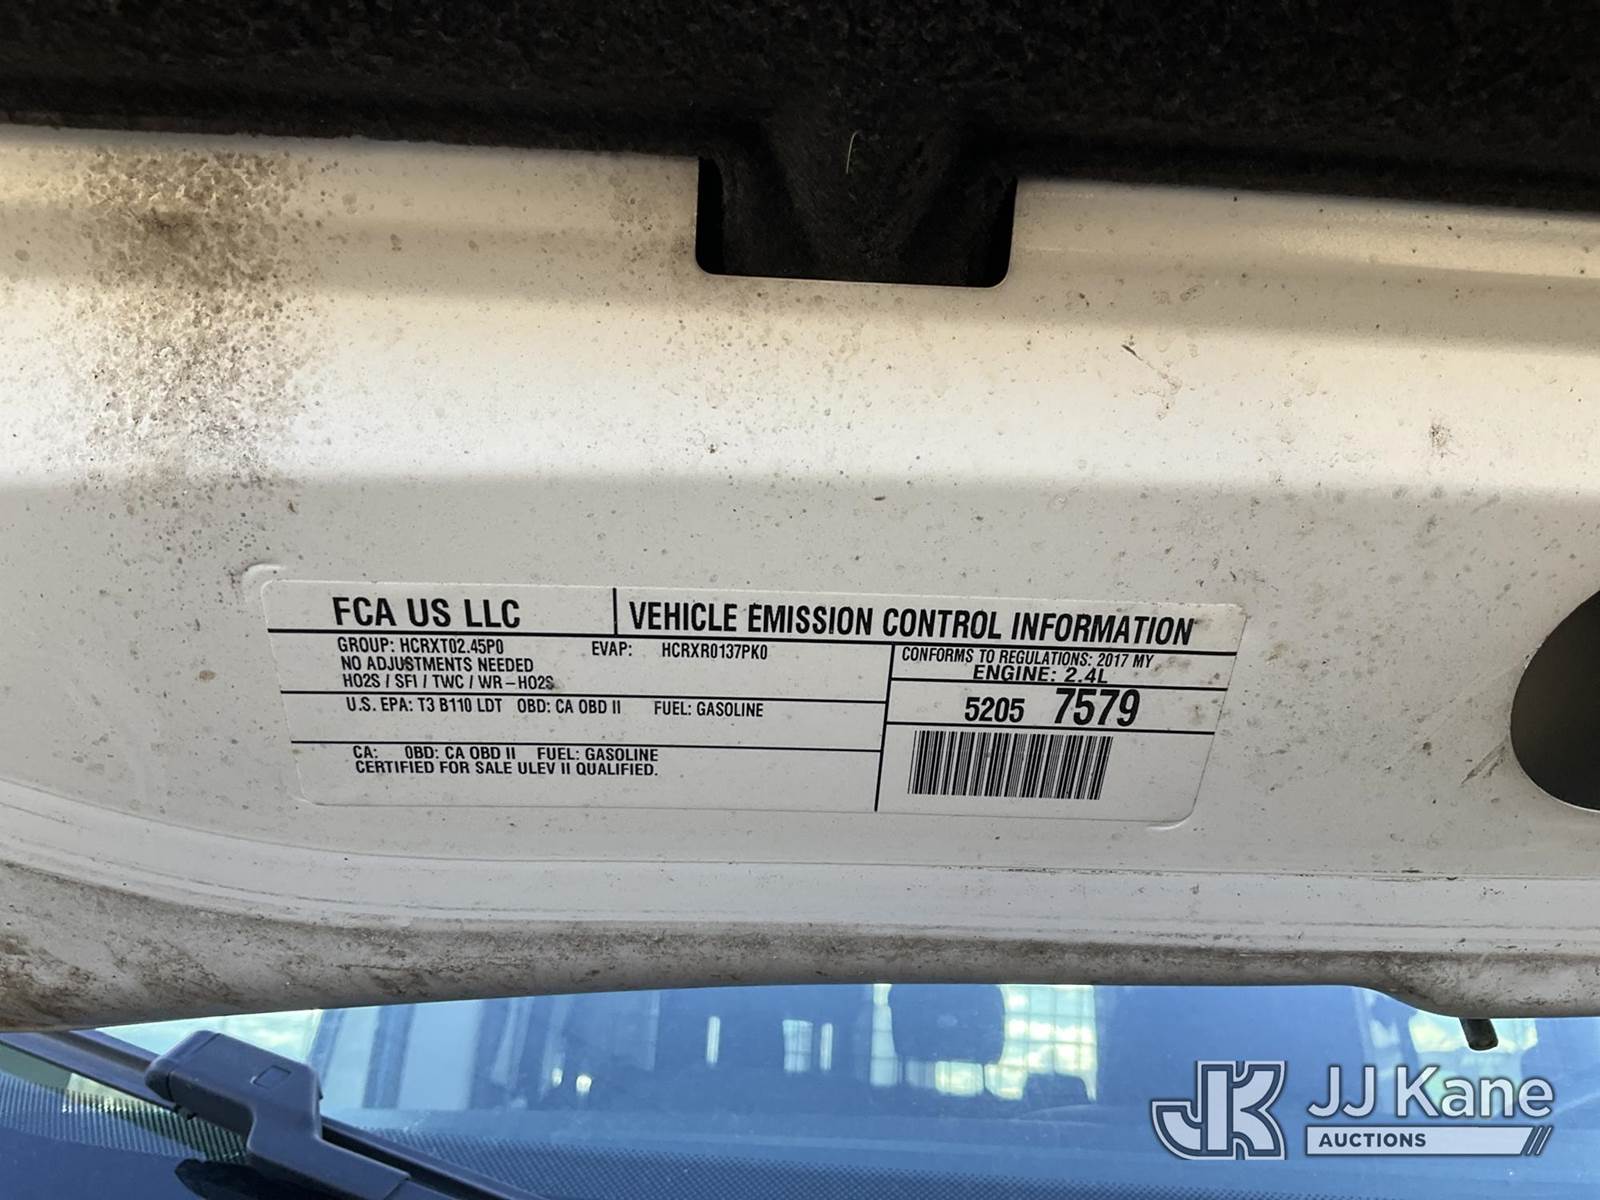 FCA US LLC
VEHICLE EMISSION CONTROL INFORMATION
GROUP: HCRXT02.45P0 EVAP: HCRXR0137PK0
NO ADJUSTMENTS NEEDED
HO2S / SFI / TWC / WR-HO2S
CONFORMS TO REGULATIONS: 2017 MY
ENGINE: 2.4L
U.S. EPA: T3 B110 LDT OBD: CA OBD II FUEL: GASOLINE
5205 7579
CA: OBD: CA OBD II FUEL: GASOLINE
CERTIFIED FOR SALE ULEV II QUALIFIED.
JK JJ Kane
AUCTIONS